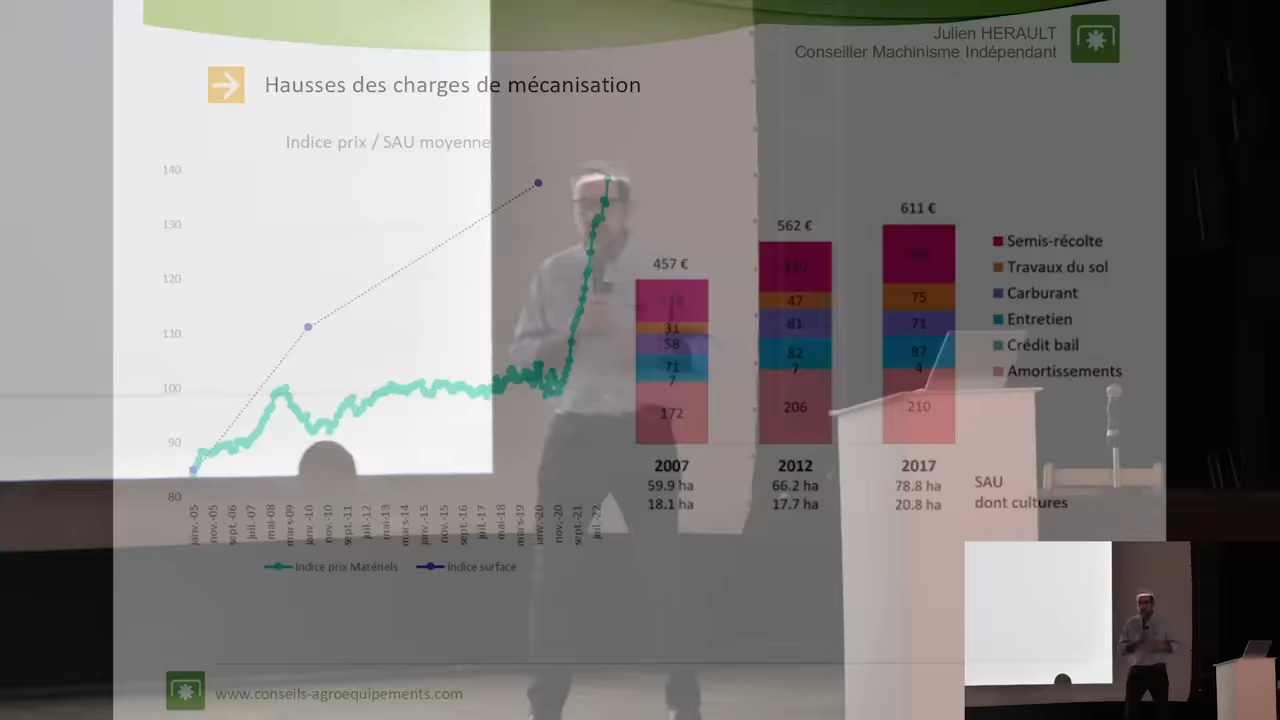 Julien HERAULT
Conseiller Machinisme Indépendant
Hausses des charges de mécanisation
Indice prix / SAU moyenne
140
130
120
110
100
90
80
janv.-05
nov.-05
sept.-06
juil.-07
mai-08
mars-09
janv.-10
nov.-10
sept.-11
juil.-12
mai-13
mars-14
janv.-15
nov.-15
sept.-16
juil.-17
mai-18
mars-19
janv.-20
nov.-20
sept.-21
juil.-22
Indice prix Matériels
Indice surface
457 €
31
58
71
7
172
2007
59.9 ha
18.1 ha
562 €
47
81
82
7
206
2012
66.2 ha
17.7 ha
611 €
75
71
87
4
210
2017
78.8 ha
20.8 ha
SAU
dont cultures
Semis-récolte
Travaux du sol
Carburant
Entretien
Crédit bail
Amortissements
www.conseils-agroequipements.com